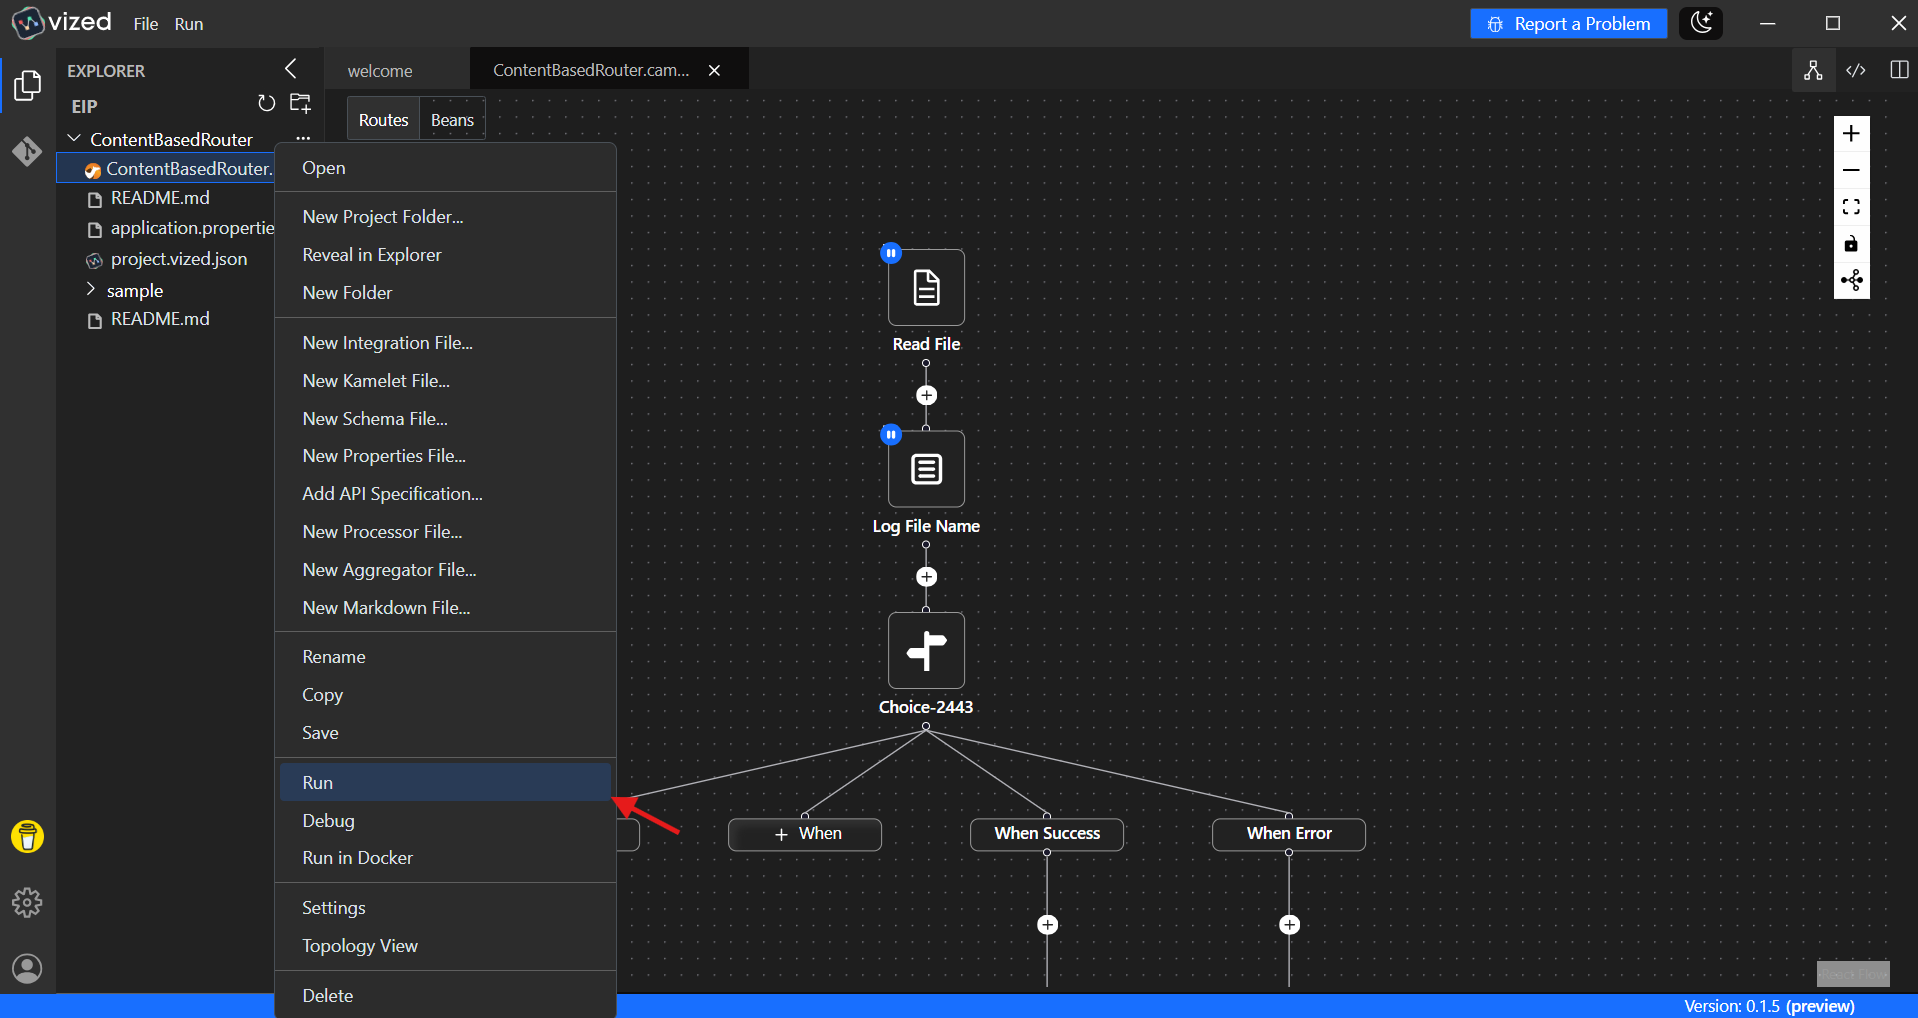 vized File Run
Report a Problem
EXPLORER
welcome
ContentBasedRouter.cam...
EIP
Routes
Beans
ContentBasedRouter
...
ContentBasedRouter.
README.md
application.propertie
project.vized.json
sample
README.md
Open
New Project Folder...
Reveal in Explorer
New Folder
New Integration File...
New Kamelet File...
New Schema File...
New Properties File...
Add API Specification...
New Processor File...
New Aggregator File...
New Markdown File...
Rename
Copy
Save
Run
Debug
Run in Docker
Settings
Topology View
Delete
Read File
Log File Name
Choice-2443
+ When
When Success
When Error
Version: 0.1.5 (preview)